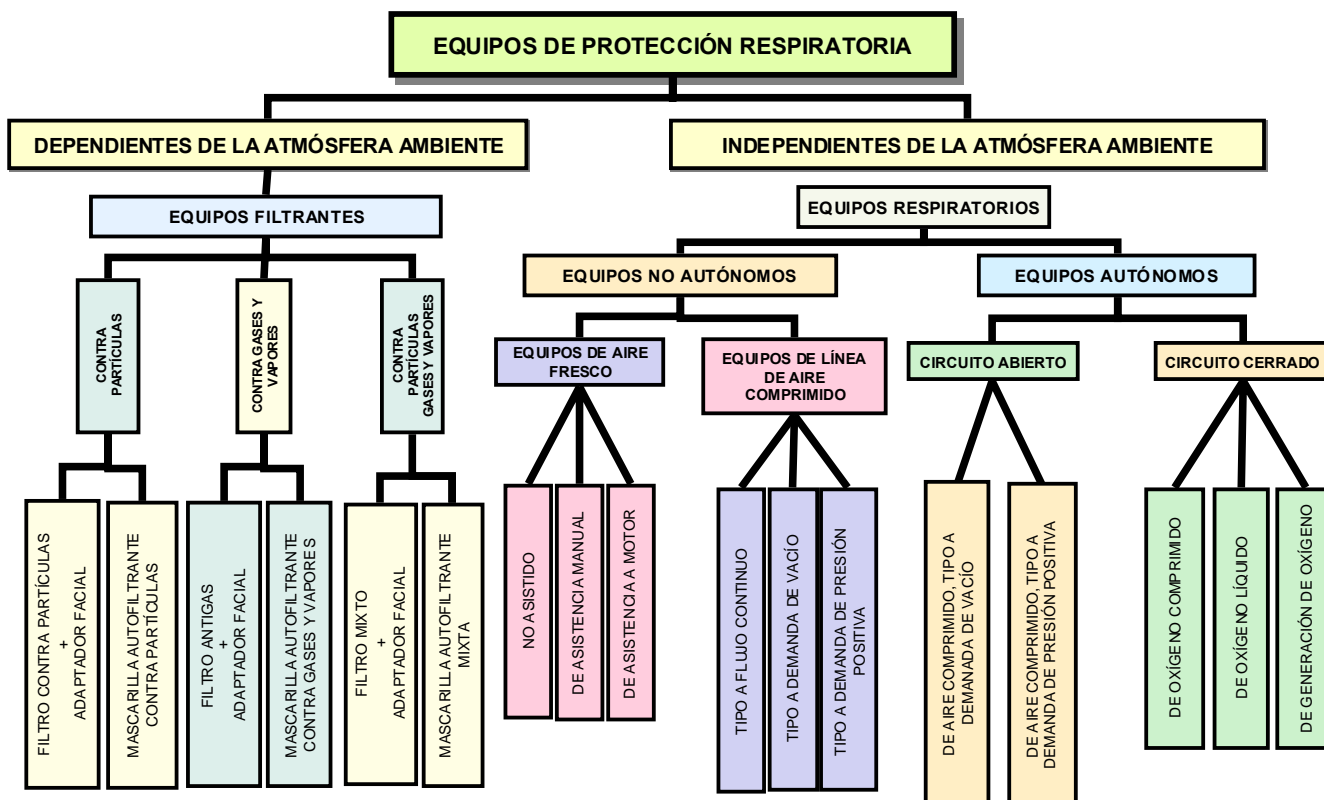 EQUIPOS DE PROTECCIÓN RESPIRATORIA
DEPENDIENTES DE LA ATMÓSFERA AMBIENTE
INDEPENDIENTES DE LA ATMÓSFERA AMBIENTE
EQUIPOS FILTRANTES
EQUIPOS RESPIRATORIOS
EQUIPOS NO AUTÓNOMOS
EQUIPOS AUTÓNOMOS
CONTRA
PARTÍCULAS
CONTRA GASES Y
VAPORES
CONTRA
PARTÍCULAS
GASES Y VAPORES
EQUIPOS DE AIRE
FRESCO
EQUIPOS DE LÍNEA
DE AIRE
COMPRIMIDO
CIRCUITO ABIERTO
CIRCUITO CERRADO
FILTRO CONTRA PARTÍCULAS
+
ADAPTADOR FACIAL
MASCARILLA AUTOFILTRANTE
CONTRA PARTÍCULAS
FILTRO ANTIGAS
+
ADAPTADOR FACIAL
MASCARILLA AUTOFILTRANTE
CONTRA GASES Y VAPORES
FILTRO MIXTO
+
ADAPTADOR FACIAL
MASCARILLA AUTOFILTRANTE
MIXTA
NO ASISTIDO
DE ASISTENCIA MANUAL
DE ASISTENCIA A MOTOR
TIPO A FLUJO CONTINUO
TIPO A DEMANDA DE VACÍO
TIPO A DEMANDA DE PRESIÓN
POSITIVA
DE AIRE COMPRIMIDO, TIPO A
DEMANADA DE VACÍO
DE AIRE COMPRIMIDO, TIPO A
DEMANDA DE PRESIÓN POSITIVA
DE OXÍGENO COMPRIMIDO
DE OXÍGENO LÍQUIDO
DE GENERACIÓN DE OXÍGENO